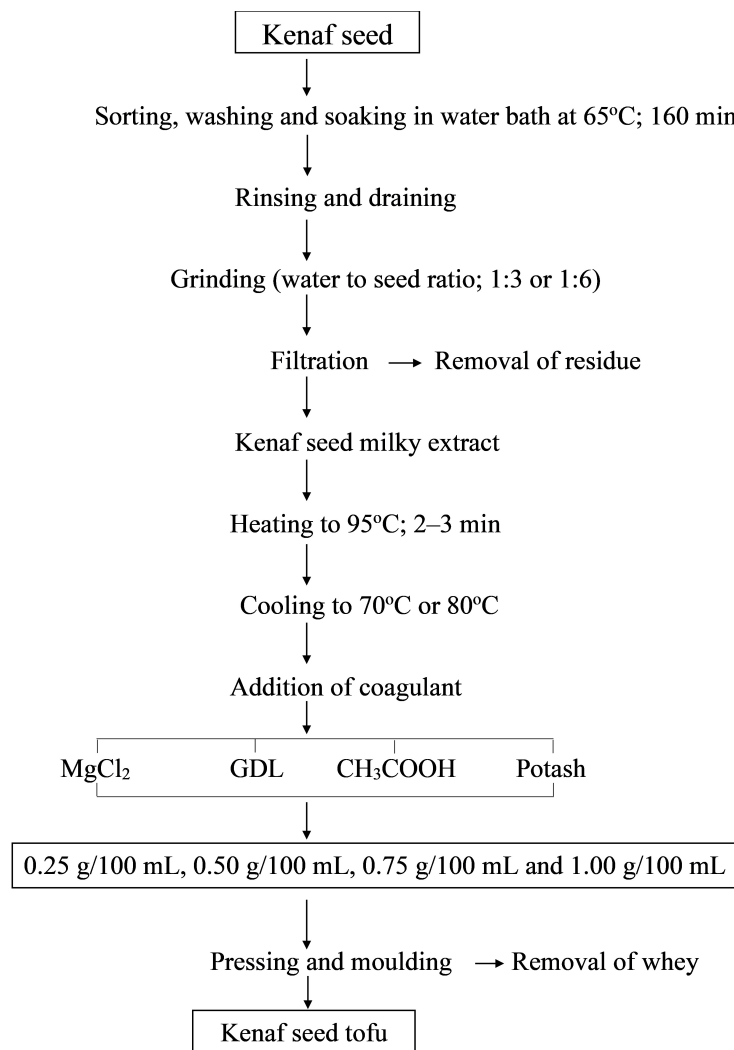 Kenaf seed
Sorting, washing and soaking in water bath at 65°C; 160 min
Rinsing and draining
Grinding (water to seed ratio; 1:3 or 1:6)
Filtration → Removal of residue
Kenaf seed milky extract
Heating to 95°C; 2–3 min
Cooling to 70°C or 80°C
Addition of coagulant
MgCl₂ GDL CH₃COOH Potash
0.25 g/100 mL, 0.50 g/100 mL, 0.75 g/100 mL and 1.00 g/100 mL
Pressing and moulding → Removal of whey
Kenaf seed tofu